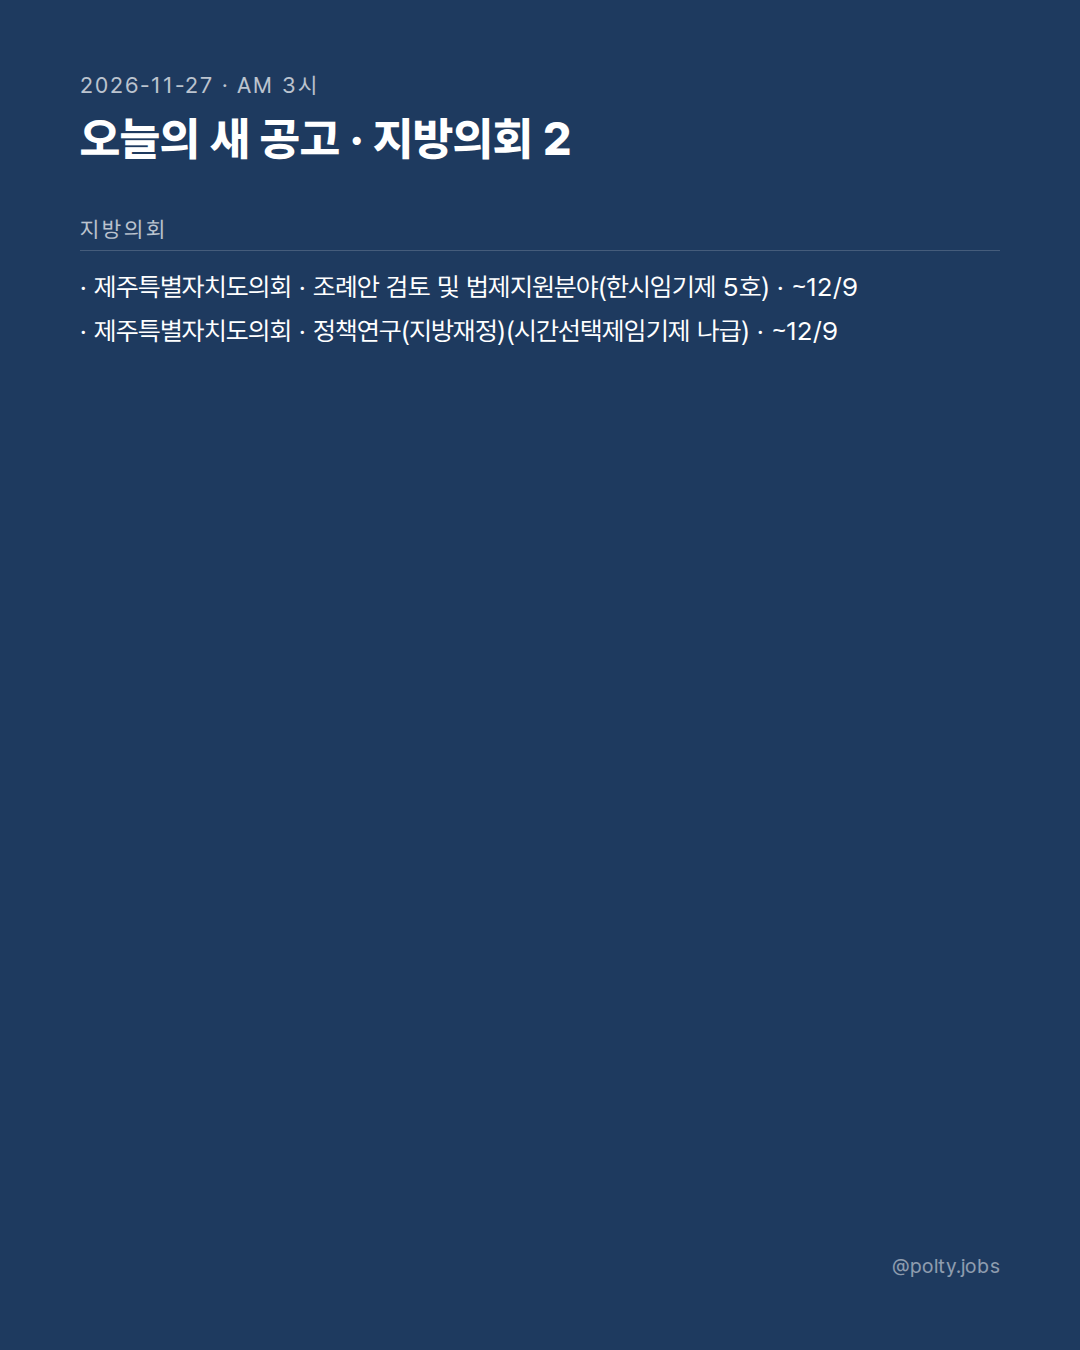 2026-11-27 · AM 3시
오늘의 새 공고 · 지방의회 2
지방의회
· 제주특별자치도의회 · 조례안 검토 및 법제지원분야(한시임기제 5호) · ~12/9
· 제주특별자치도의회 · 정책연구(지방재정)(시간선택제임기제 나급) · ~12/9
@polty.jobs